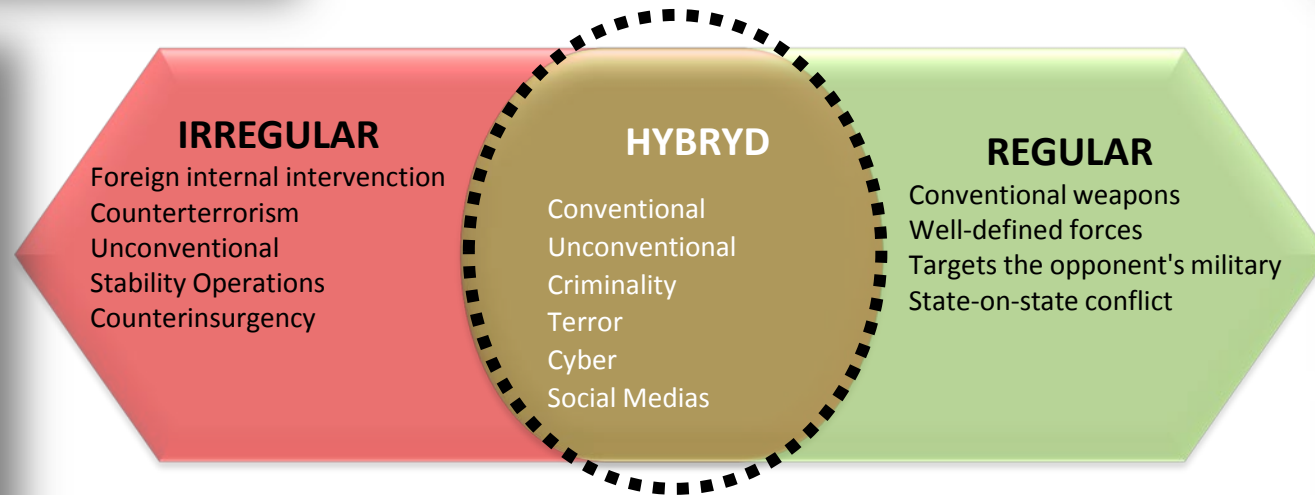 IRREGULAR
Foreign internal intervenction
Counterterrorism
Unconventional
Stability Operations
Counterinsurgency
HYBRYD
Conventional
Unconventional
Criminality
Terror
Cyber
Social Medias
REGULAR
Conventional weapons
Well-defined forces
Targets the opponent's military
State-on-state conflict